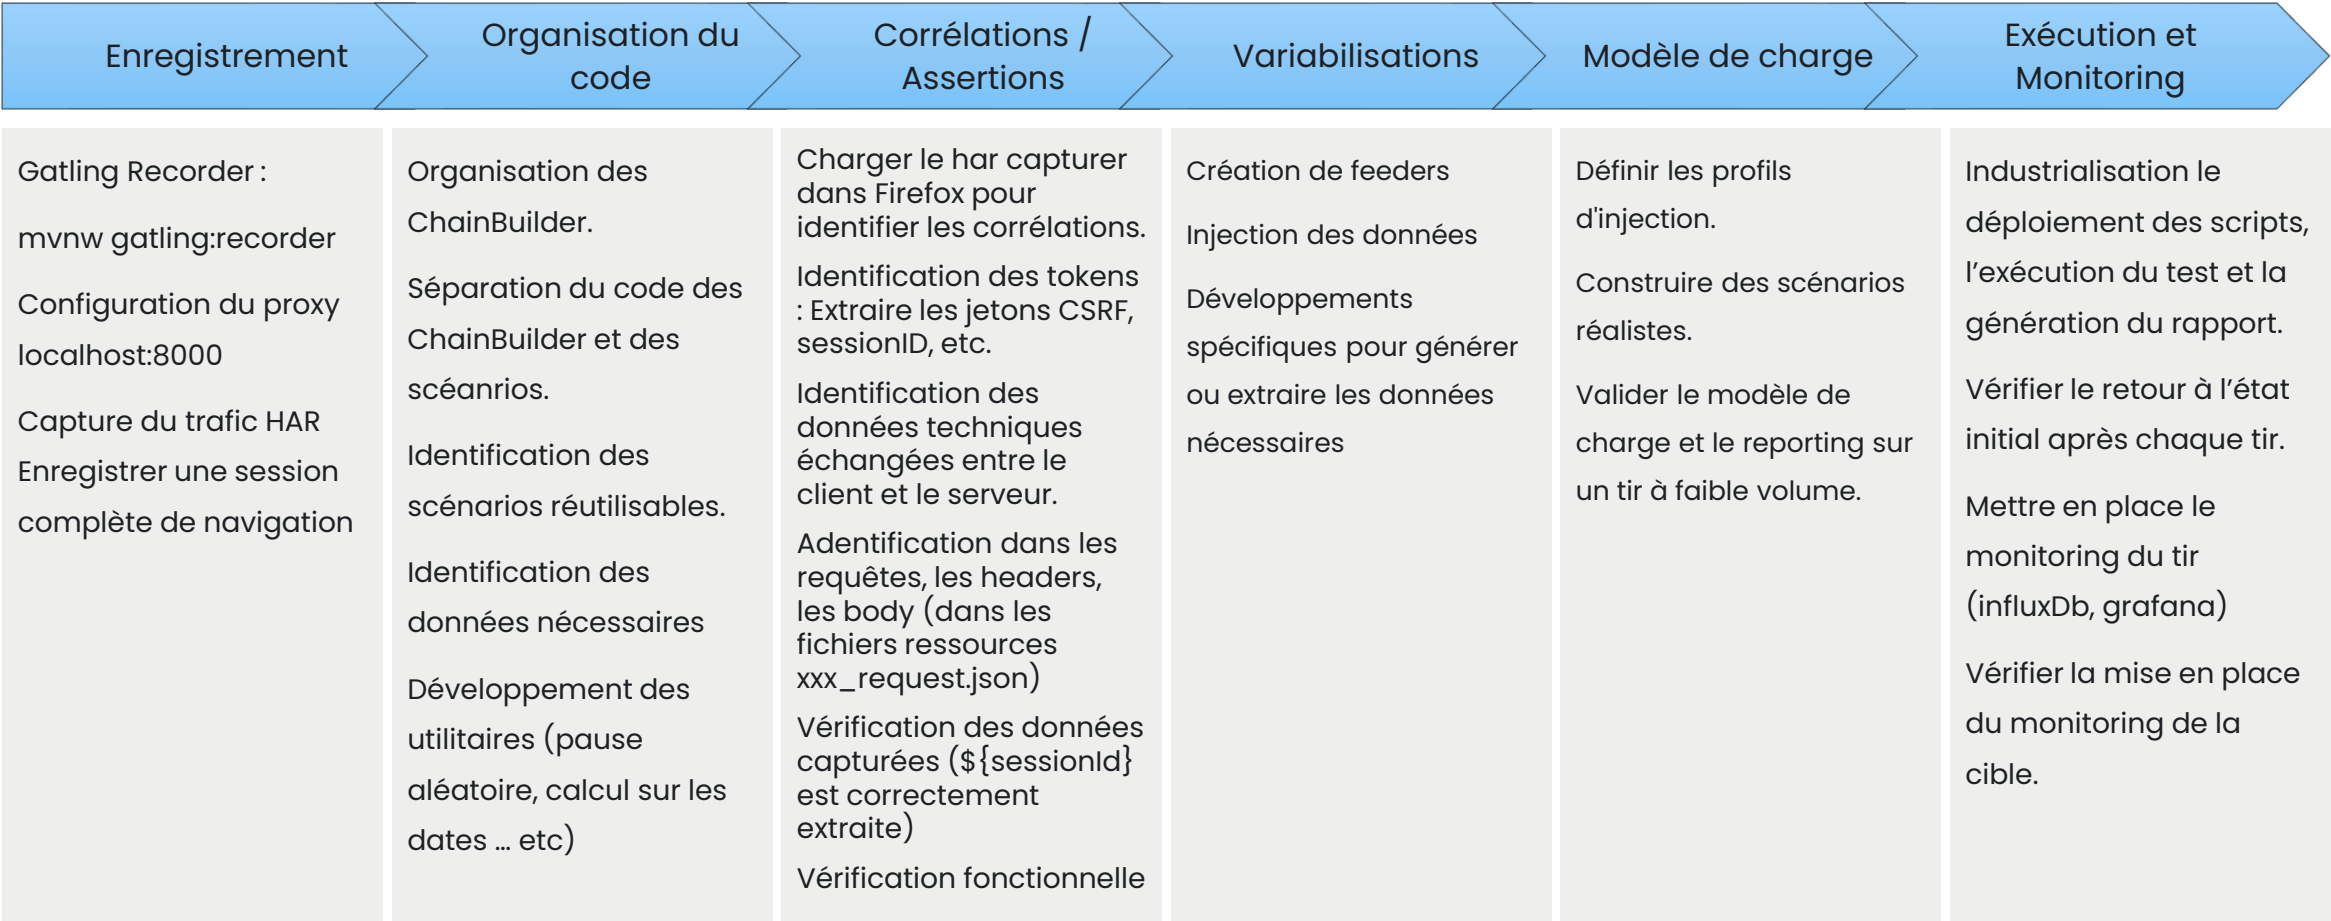 Enregistrement
Organisation du
code
Corrélations /
Assertions
Variabilisations
Modèle de charge
Exécution et
Monitoring
Gatling Recorder :
mvnw gatling:recorder
Configuration du proxy
localhost:8000
Capture du trafic HAR
Enregistrer une session
complète de navigation
Organisation des
ChainBuilder.
Séparation du code des
ChainBuilder et des
scéanrios.
Identification des
scénarios réutilisables.
Identification des
données nécessaires
Développement des
utilitaires (pause
aléatoire, calcul sur les
dates ... etc)
Charger le har capturer
dans Firefox pour
identifier les corrélations.
Identification des tokens
: Extraire les jetons CSRF,
sessionID, etc.
Identification des
données techniques
échangées entre le
client et le serveur.
Adentification dans les
requêtes, les headers,
les body (dans les
fichiers ressources
xxx_request.json)
Vérification des données
capturées (${sessionId}
est correctement
extraite)
Vérification fonctionnelle
Création de feeders
Injection des données
Développements
spécifiques pour générer
ou extraire les données
nécessaires
Définir les profils
d'injection.
Construire des scénarios
réalistes.
Valider le modèle de
charge et le reporting sur
un tir à faible volume.
Industrialisation le
déploiement des scripts,
l’exécution du test et la
génération du rapport.
Vérifier le retour à l’état
initial après chaque tir.
Mettre en place le
monitoring du tir
(influxDb, grafana)
Vérifier la mise en place
du monitoring de la
cible.